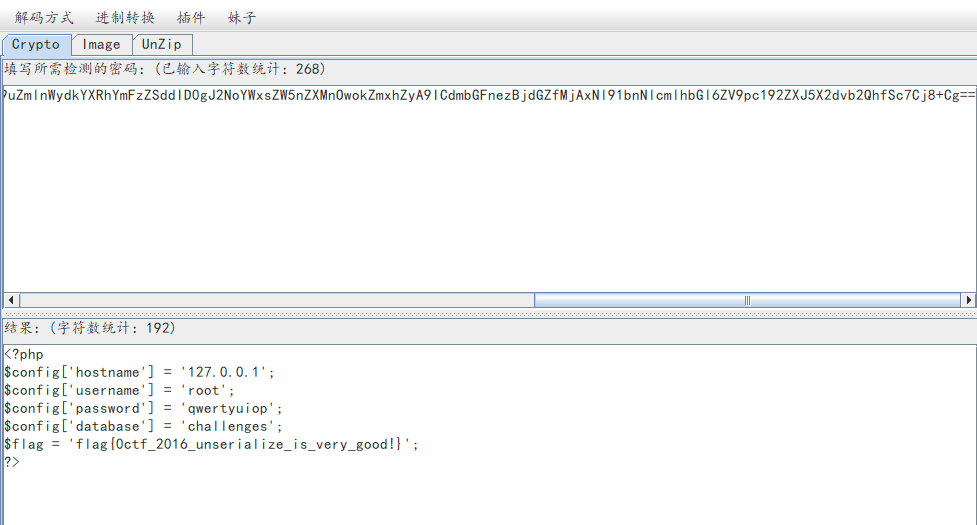 解码方式 进制转换 插件 妹子
Crypto Image UnZip
填写所需检测的密码:(已输入字符数统计:268)
uZmlnWydkYXRhYmFzZSddID0gJ2NoYWxsZW5nZXMnOwokZmxhZyA9ICdmbGFnezBjdGZfMjAxNl91bnNlcmlhbGl6ZV9pc192ZXJ5X2dvb2QhfSc7Cj8+Cg==
结果:(字符数统计:192)
<?php
$config['hostname'] = '127.0.0.1';
$config['username'] = 'root';
$config['password'] = 'qwertyuiop';
$config['database'] = 'challenges';
$flag = 'flag{0ctf_2016_unserialize_is_very_good!}';
?>